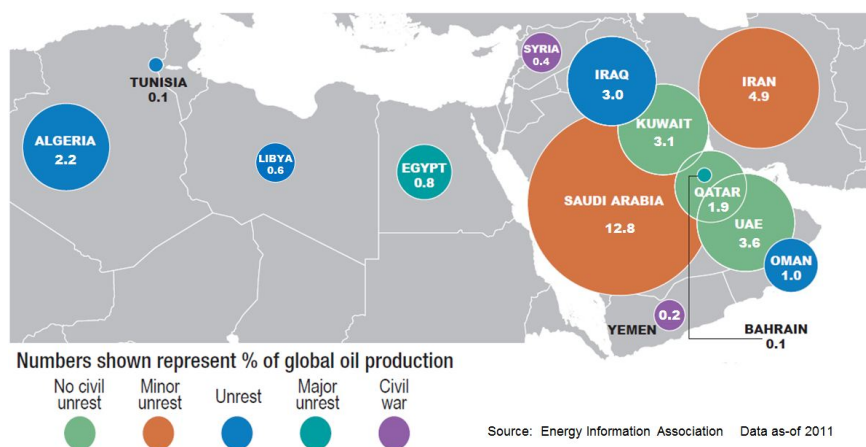 SYRIA
0.4
IRAQ
3.0
IRAN
4.9
TUNISIA
0.1
KUWAIT
3.1
ALGERIA
2.2
LIBYA
0.6
EGYPT
0.8
SAUDI ARABIA
12.8
QATAR
1.9
UAE
3.6
OMAN
1.0
YEMEN
0.2
BAHRAIN
0.1
Numbers shown represent % of global oil production
No civil
unrest
Minor
unrest
Unrest
Major
unrest
Civil
war
Source: Energy Information Association Data as-of 2011